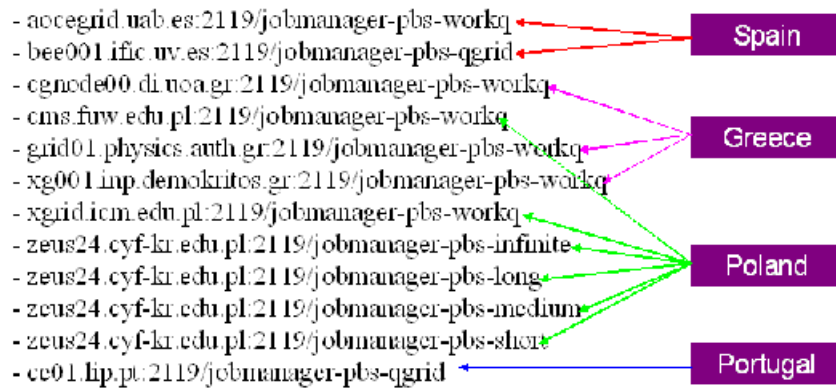 - aocegrid.uab.es:2119/jobmanager-pbs-workq
- bee001.ific.uv.es:2119/jobmanager-pbs-qgrid
- cgnode00.di.uoa.gr:2119/jobmanager-pbs-workq
- cms.fuw.edu.pl:2119/jobmanager-pbs-workq
- grid01.physics.auth.gr:2119/jobmanager-pbs-workq
- xg001.inp.demokritos.gr:2119/jobmanager-pbs-workq
- xgrid.icm.edu.pl:2119/jobmanager-pbs-workq
- zeus24.cyf-kr.edu.pl:2119/jobmanager-pbs-infinite
- zeus24.cyf-kr.edu.pl:2119/jobmanager-pbs-long
- zeus24.cyf-kr.edu.pl:2119/jobmanager-pbs-medium
- zeus24.cyf-kr.edu.pl:2119/jobmanager-pbs-short
- ce01.lip.pt:2119/jobmanager-pbs-qgrid
Spain
Greece
Poland
Portugal